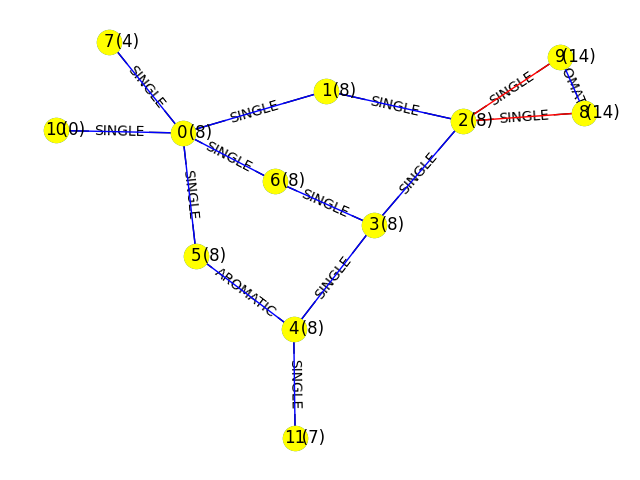 7(4)
9(14)
SINGLE
SINGLE
OMAT
1(8)
SINGLE
SINGLE
8(14)
2(8)
SINGLE
10(0)
SINGLE
0(8)
SINGLE
SINGLE
6(8)
SINGLE
SINGLE
3(8)
5(8)
AROMATIC
SINGLE
4(8)
SINGLE
11(7)